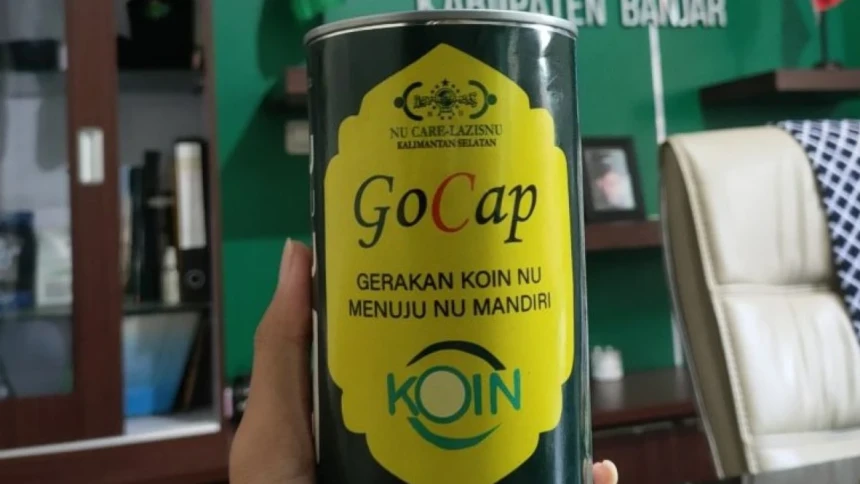 KABUPATEN BANJAR
NU CARE-LAZISNU
KALIMANTAN SELATAN
GoCap
GERAKAN KOIN NU
MENUJU NU MANDIRI
KOIN